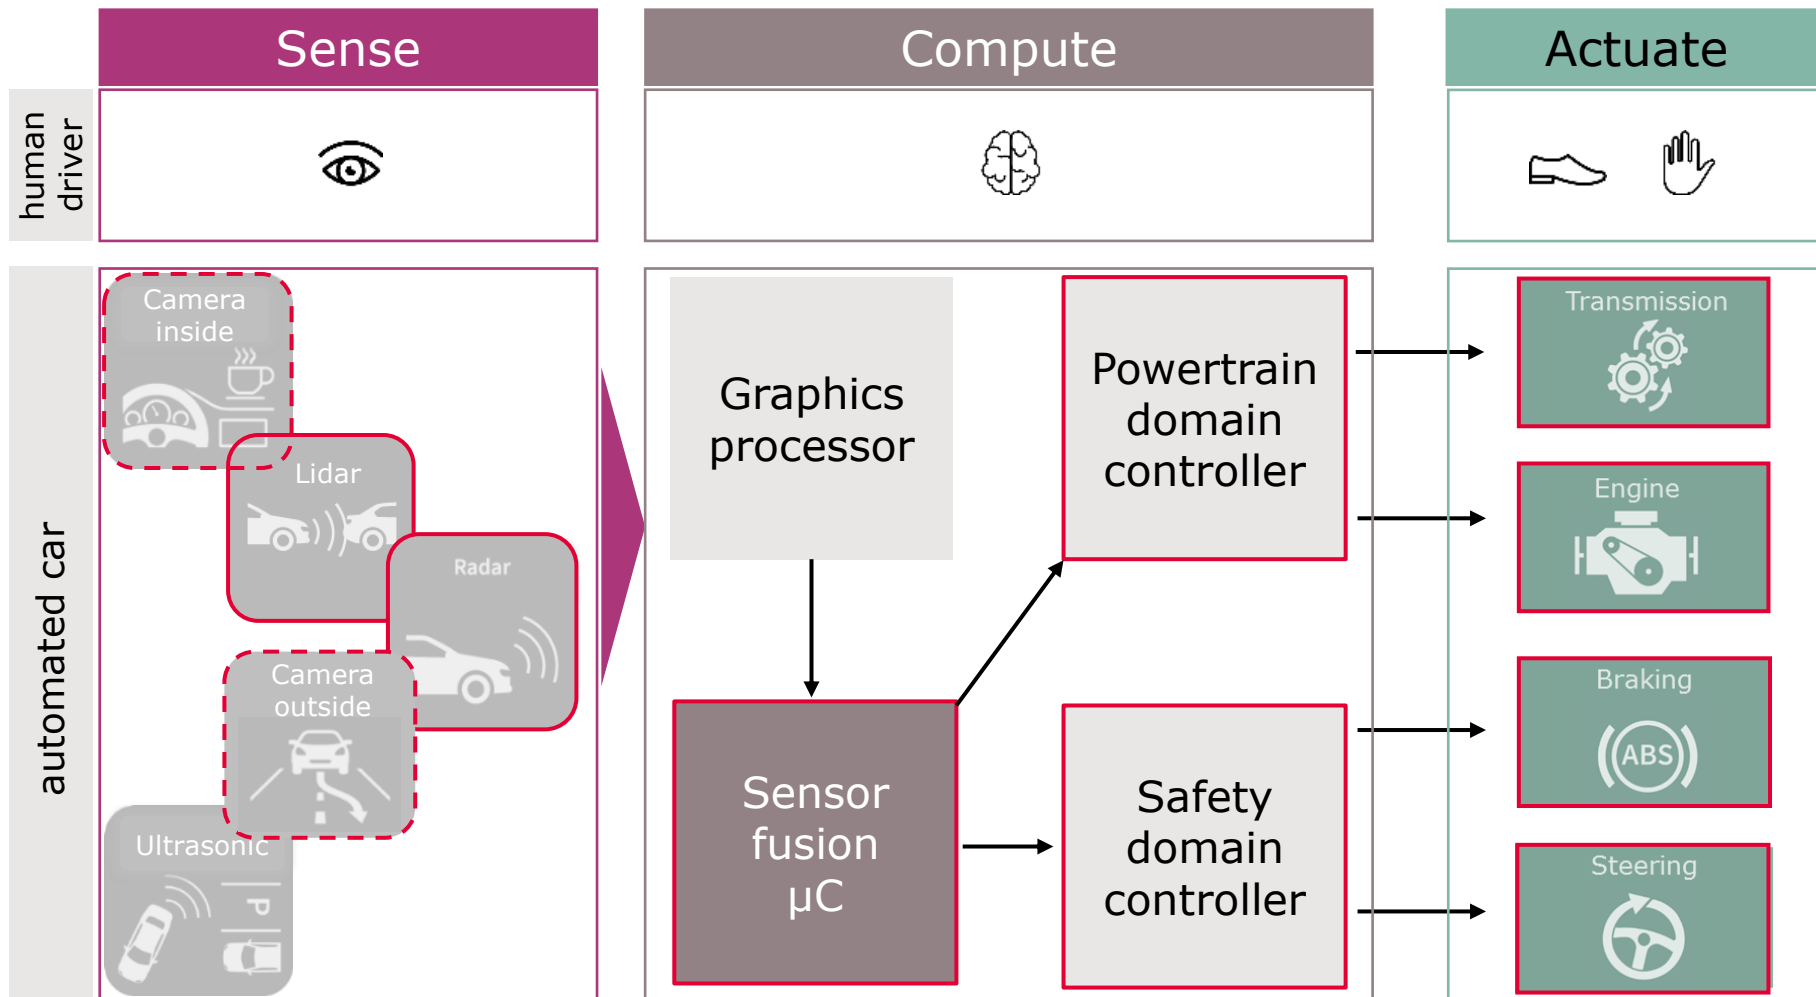 Sense
Compute
Actuate
human
driver
automated car
Camera
inside
Lidar
Radar
Camera
outside
Ultrasonic
P
Graphics
processor
Sensor
fusion
µC
Powertrain
domain
controller
Safety
domain
controller
Transmission
Engine
Braking
ABS
Steering